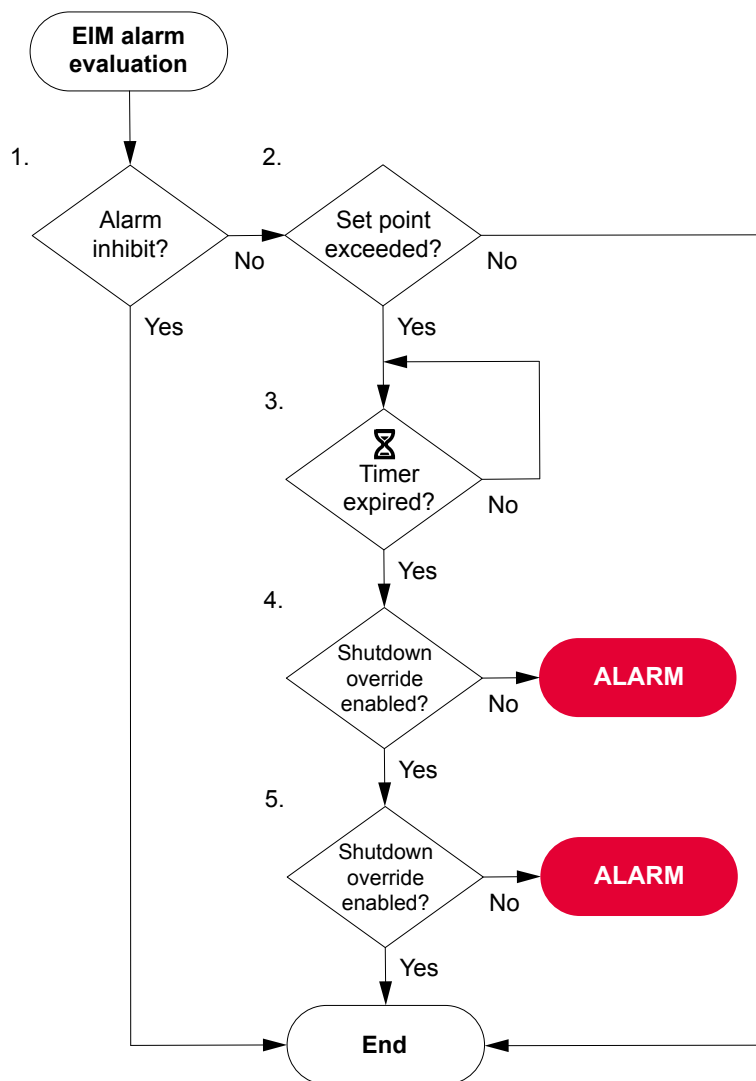 EIM alarm
evaluation
1.
Alarm
inhibit?
No
Yes
2.
Set point
exceeded?
No
Yes
3.
Timer
expired?
No
Yes
4.
Shutdown
override
enabled?
No
ALARM
Yes
5.
Shutdown
override
enabled?
No
ALARM
Yes
End